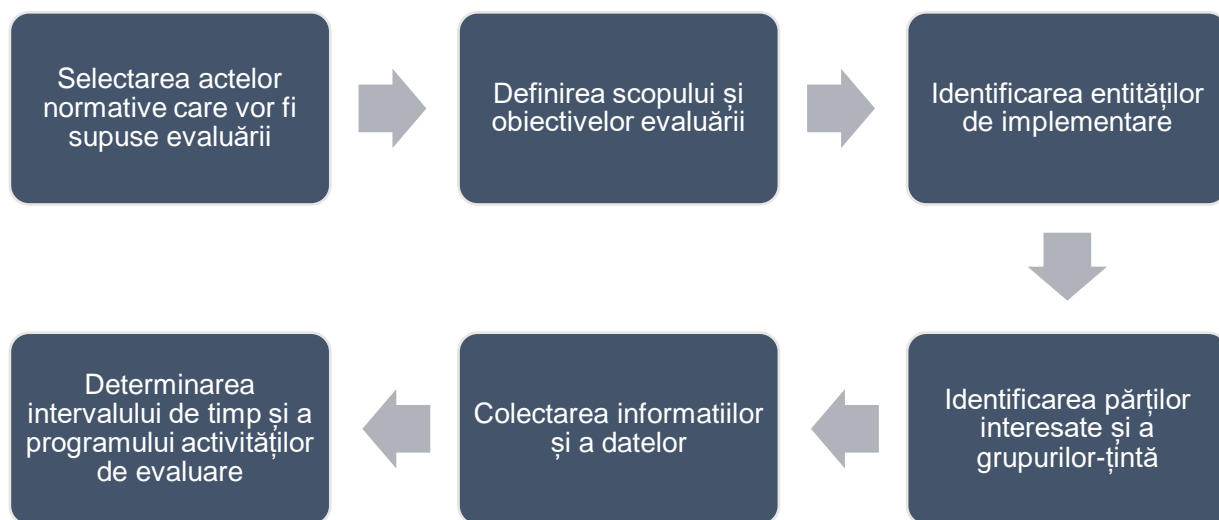 Selectarea actelor
normative care vor fi
supuse evaluării
Definirea scopului și
obiectivelor evaluării
Identificarea entităților
de implementare
Identificarea părților
interesate și a
grupurilor-țintă
Colectarea informatiilor
și a datelor
Determinarea
intervalului de timp și a
programului activităților
de evaluare